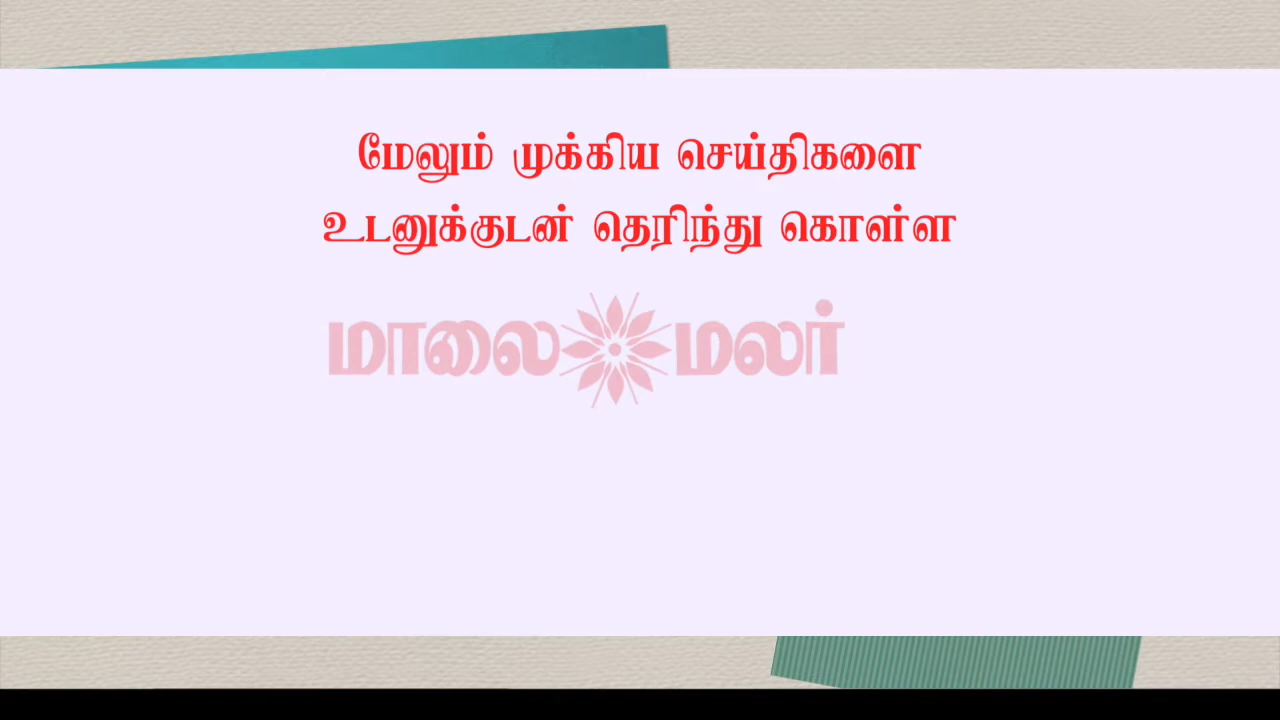 மேலும் முக்கிய செய்திகளை
உடனுக்குடன் தெரிந்து கொள்ள
மாலை மலர்